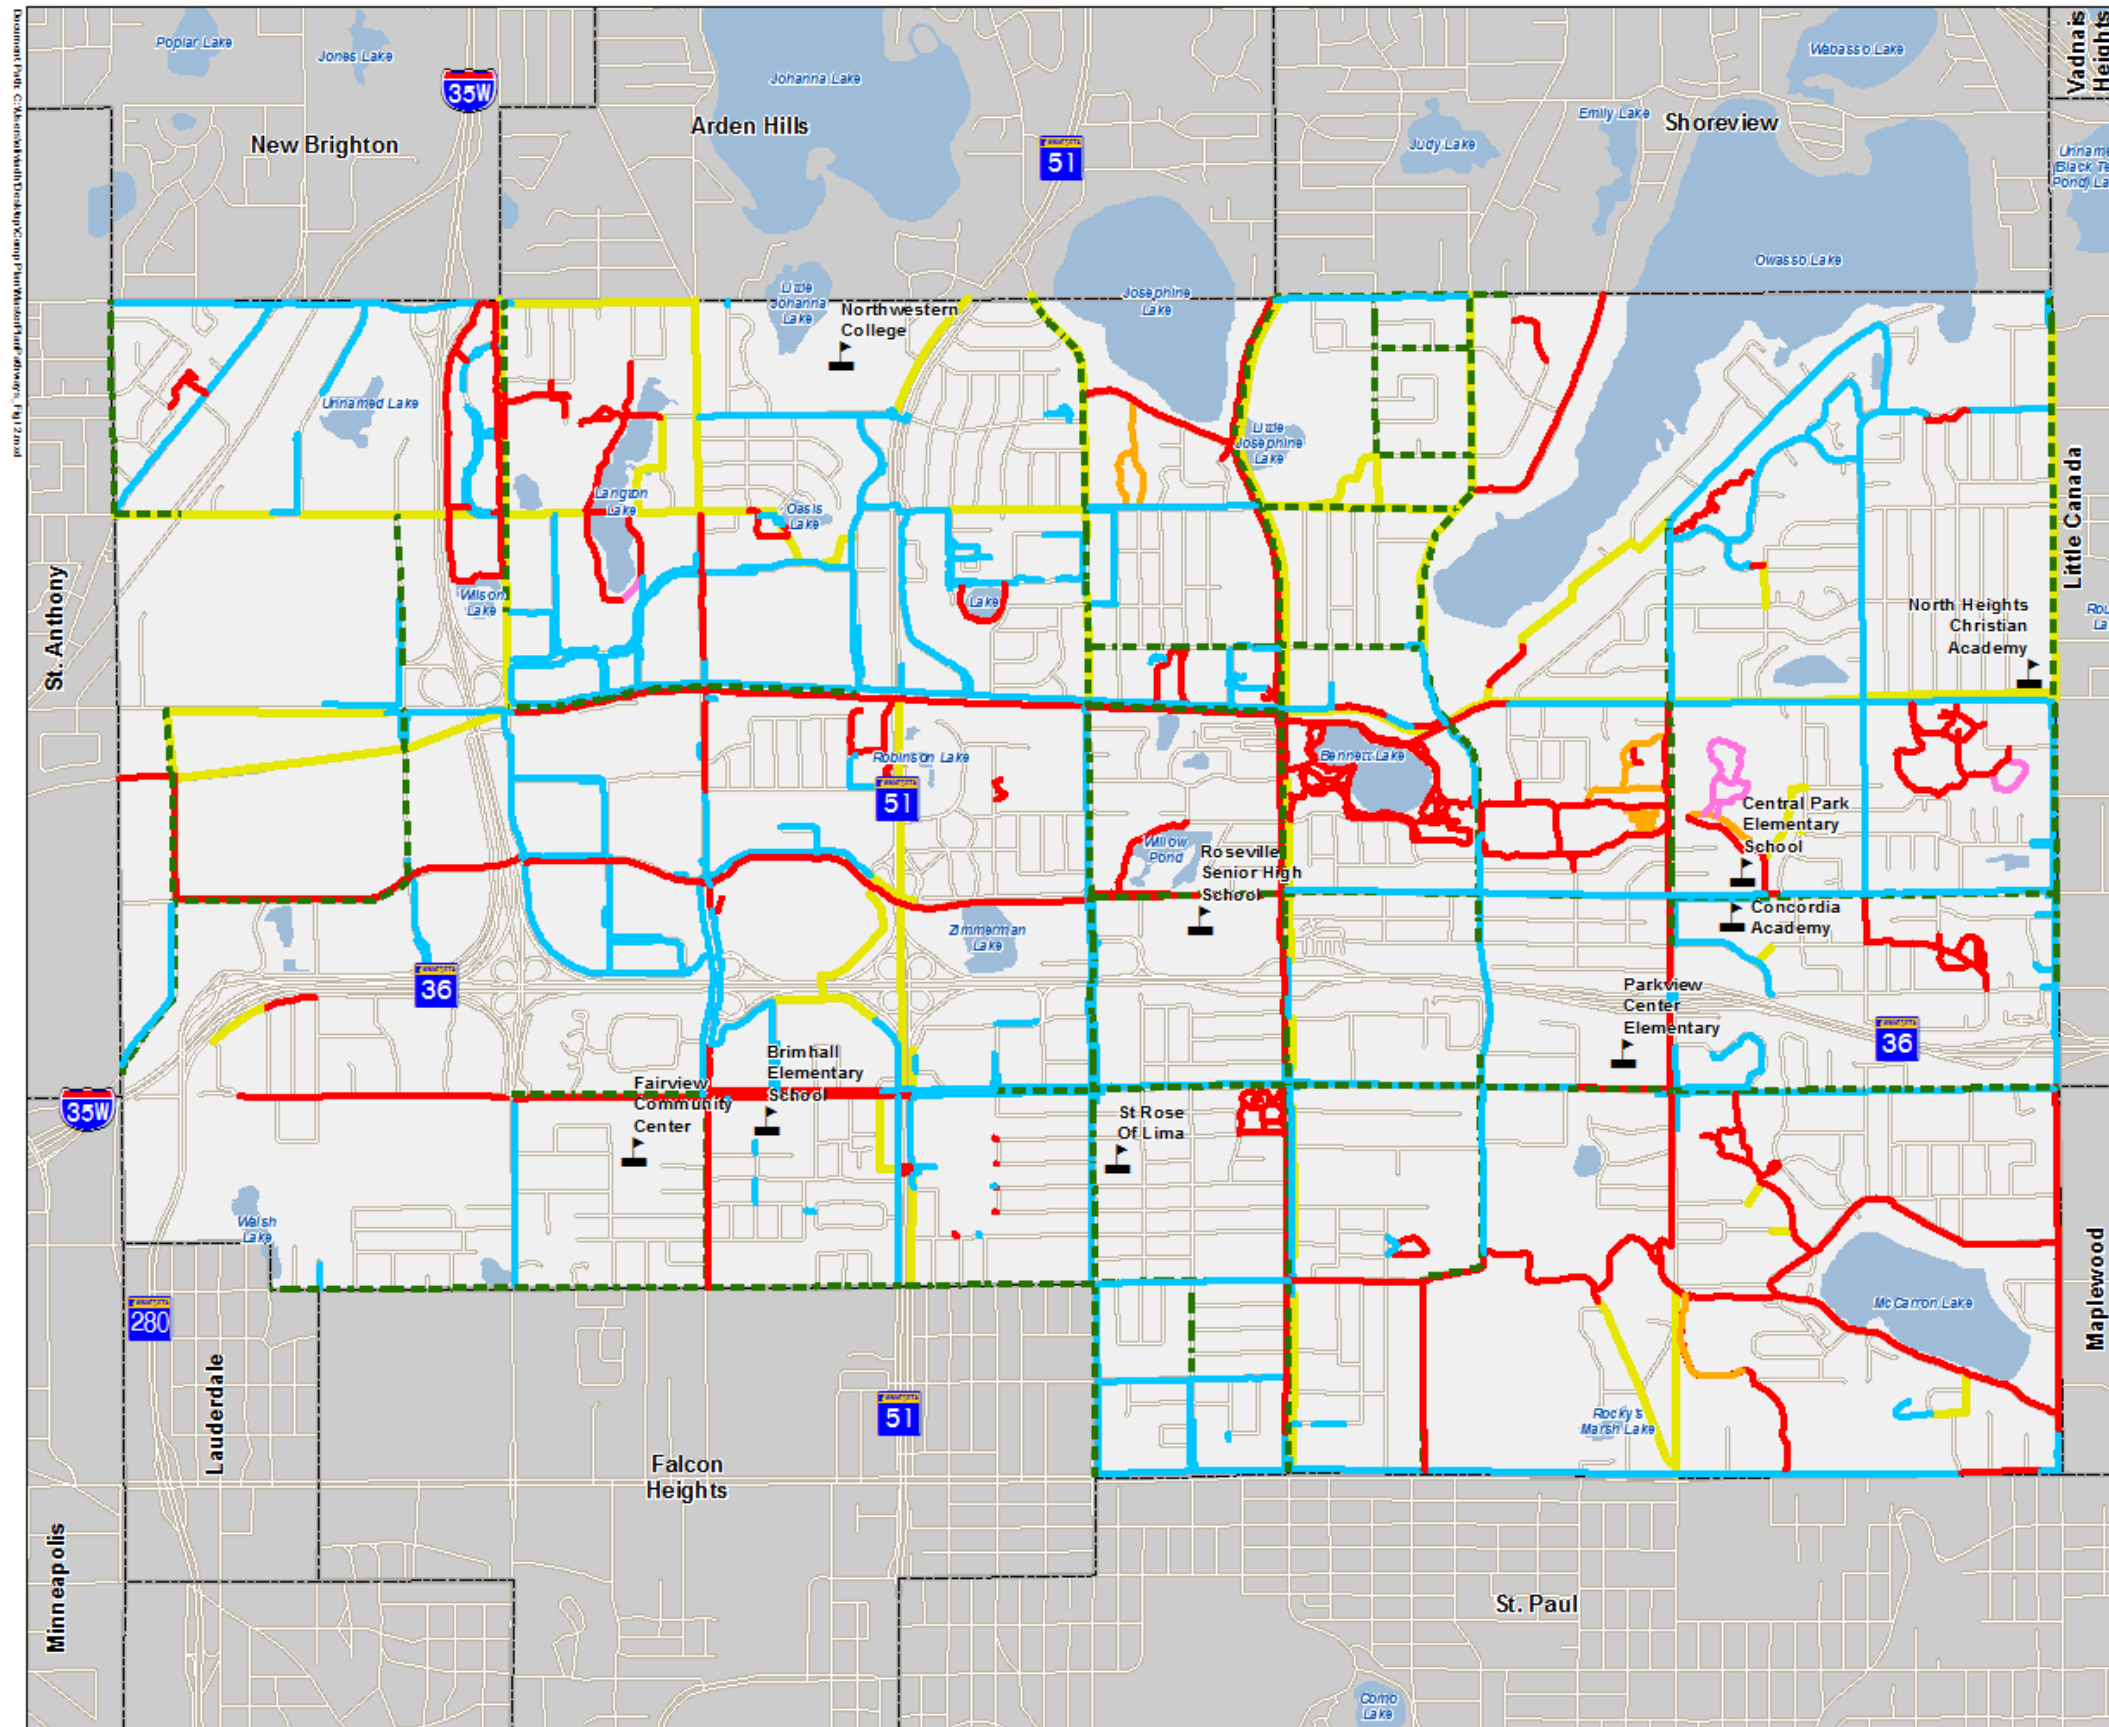 Poplar Lake
Jones Lake
Johanna Lake
Wabasso Lake
Vadnais
Heights
35W
New Brighton
Arden Hills
MINNESOTA
51
Judy Lake
Emily Lake
Shoreview
Owasso Lake
Little
Johanna
Lake
Northwestern
College
Josephine
Lake
Unnamed Lake
Little
Josephine
Lake
Langton
Lake
Oasis
Lake
Little Canada
St. Anthony
Wilson
Lake
Lake
North Heights
Christian
Academy
Robinson Lake
51
Bennett Lake
Willow
Pond
Roseville
Senior High
School
Central Park
Elementary
School
Concordia
Academy
Zimmerman
Lake
36
Parkview
Center
Elementary
36
35W
Brimhall
Elementary
School
Fairview
Community
Center
St Rose
Of Lima
Walsh
Lake
280
Lauderdale
McCarron Lake
Maplewood
Rocky's
Marsh Lake
51
Falcon
Heights
Minneapolis
St. Paul
Como
Lake